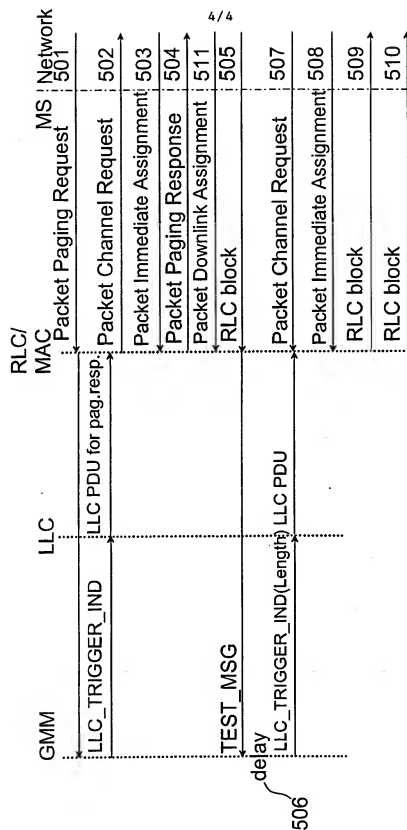 4/4
GMM LLC RLC/ MAC MS Network
Packet Paging Request 501
LLC_TRIGGER_IND LLC PDU for pag.resp. Packet Channel Request 502
Packet Immediate Assignment 503
Packet Paging Response 504
Packet Downlink Assignment 511
TEST_MSG RLC block 505
delay 506
LLC_TRIGGER_IND(Length) LLC PDU Packet Channel Request 507
Packet Immediate Assignment 508
RLC block 509
RLC block 510